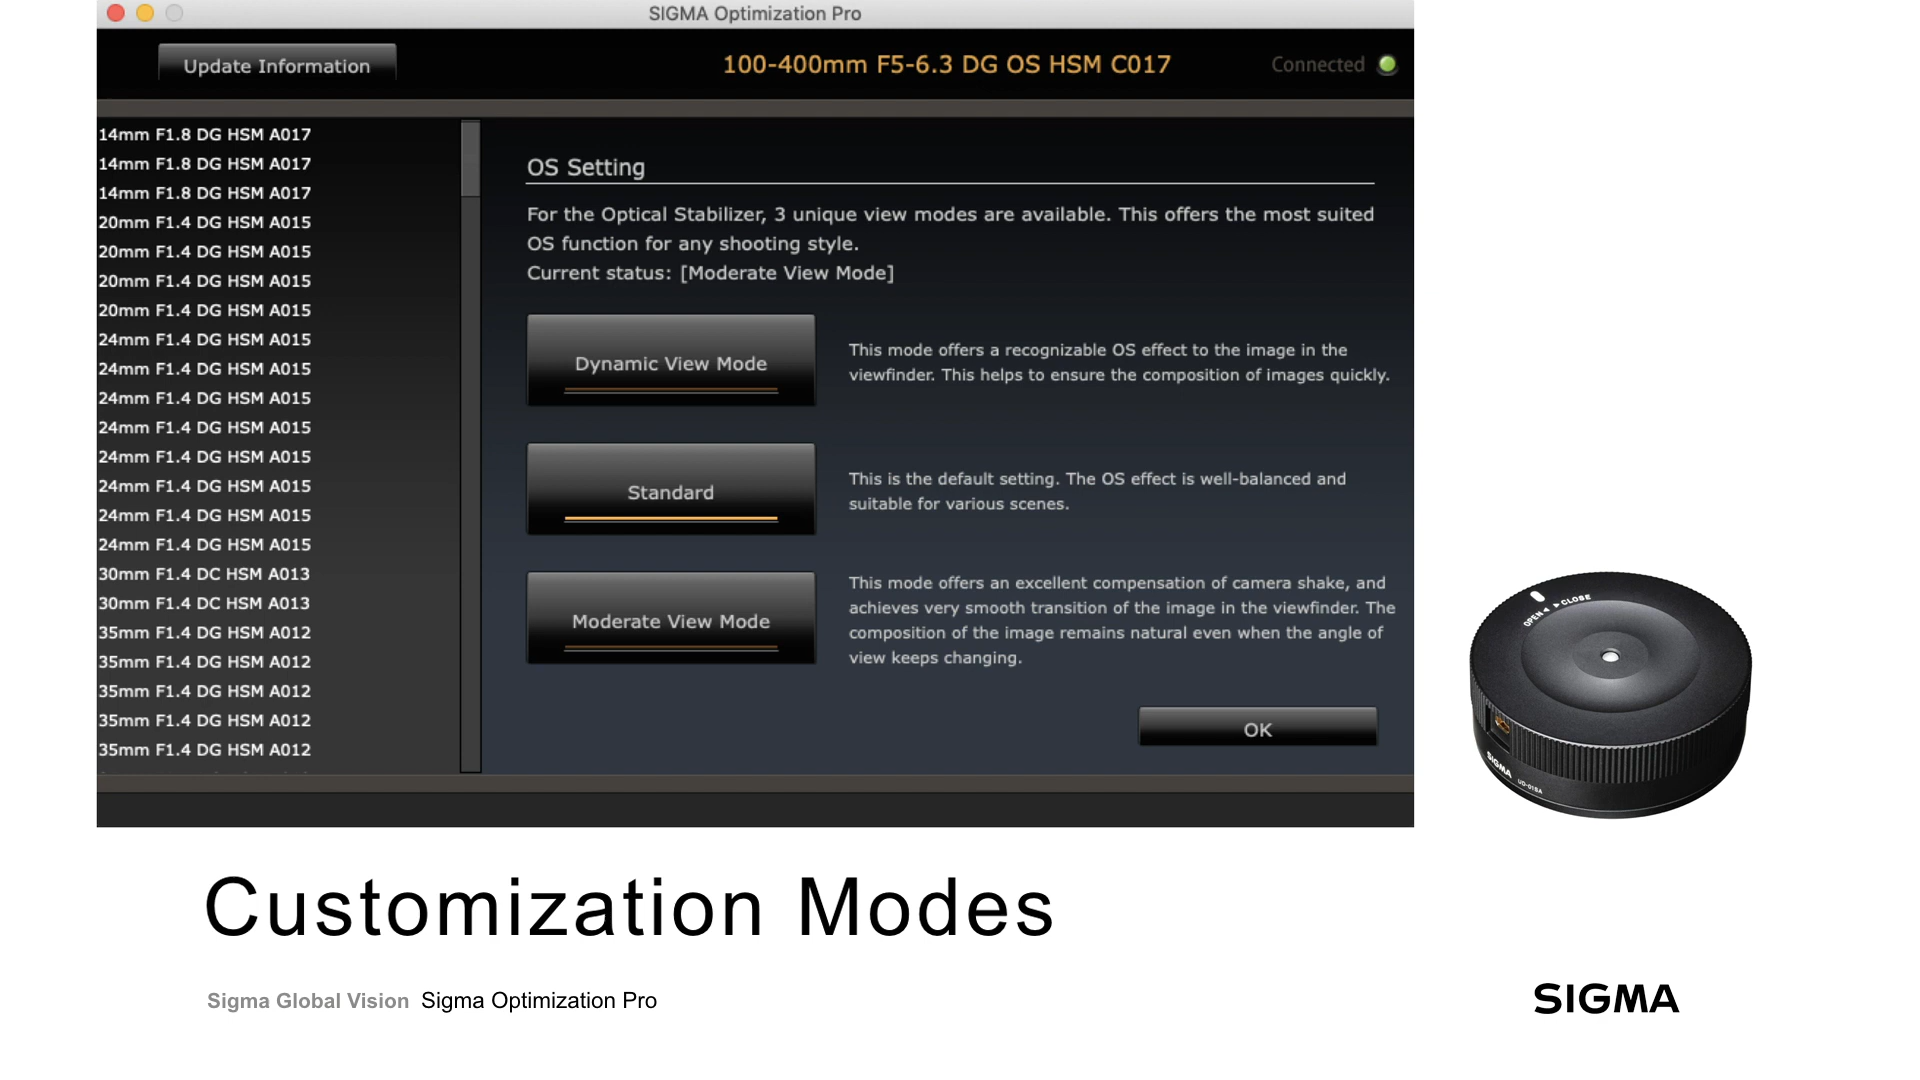 SIGMA Optimization Pro
Update Information
100-400mm F5-6.3 DG OS HSM C017
Connected
14mm F1.8 DG HSM A017
14mm F1.8 DG HSM A017
14mm F1.8 DG HSM A017
20mm F1.4 DG HSM A015
20mm F1.4 DG HSM A015
20mm F1.4 DG HSM A015
20mm F1.4 DG HSM A015
24mm F1.4 DG HSM A015
24mm F1.4 DG HSM A015
24mm F1.4 DG HSM A015
24mm F1.4 DG HSM A015
24mm F1.4 DG HSM A015
24mm F1.4 DG HSM A015
24mm F1.4 DG HSM A015
24mm F1.4 DG HSM A015
30mm F1.4 DC HSM A013
30mm F1.4 DC HSM A013
35mm F1.4 DG HSM A012
35mm F1.4 DG HSM A012
35mm F1.4 DG HSM A012
35mm F1.4 DG HSM A012
35mm F1.4 DG HSM A012
OS Setting
For the Optical Stabilizer, 3 unique view modes are available. This offers the most suited
OS function for any shooting style.
Current status: [Moderate View Mode]
Dynamic View Mode
This mode offers a recognizable OS effect to the image in the
viewfinder. This helps to ensure the composition of images quickly.
Standard
This is the default setting. The OS effect is well-balanced and
suitable for various scenes.
Moderate View Mode
This mode offers an excellent compensation of camera shake, and
achieves very smooth transition of the image in the viewfinder. The
composition of the image remains natural even when the angle of
view keeps changing.
OK
OPEN ◄ ►CLOSE
SIGMA
UD-01SA
Customization Modes
Sigma Global Vision Sigma Optimization Pro
SIGMA